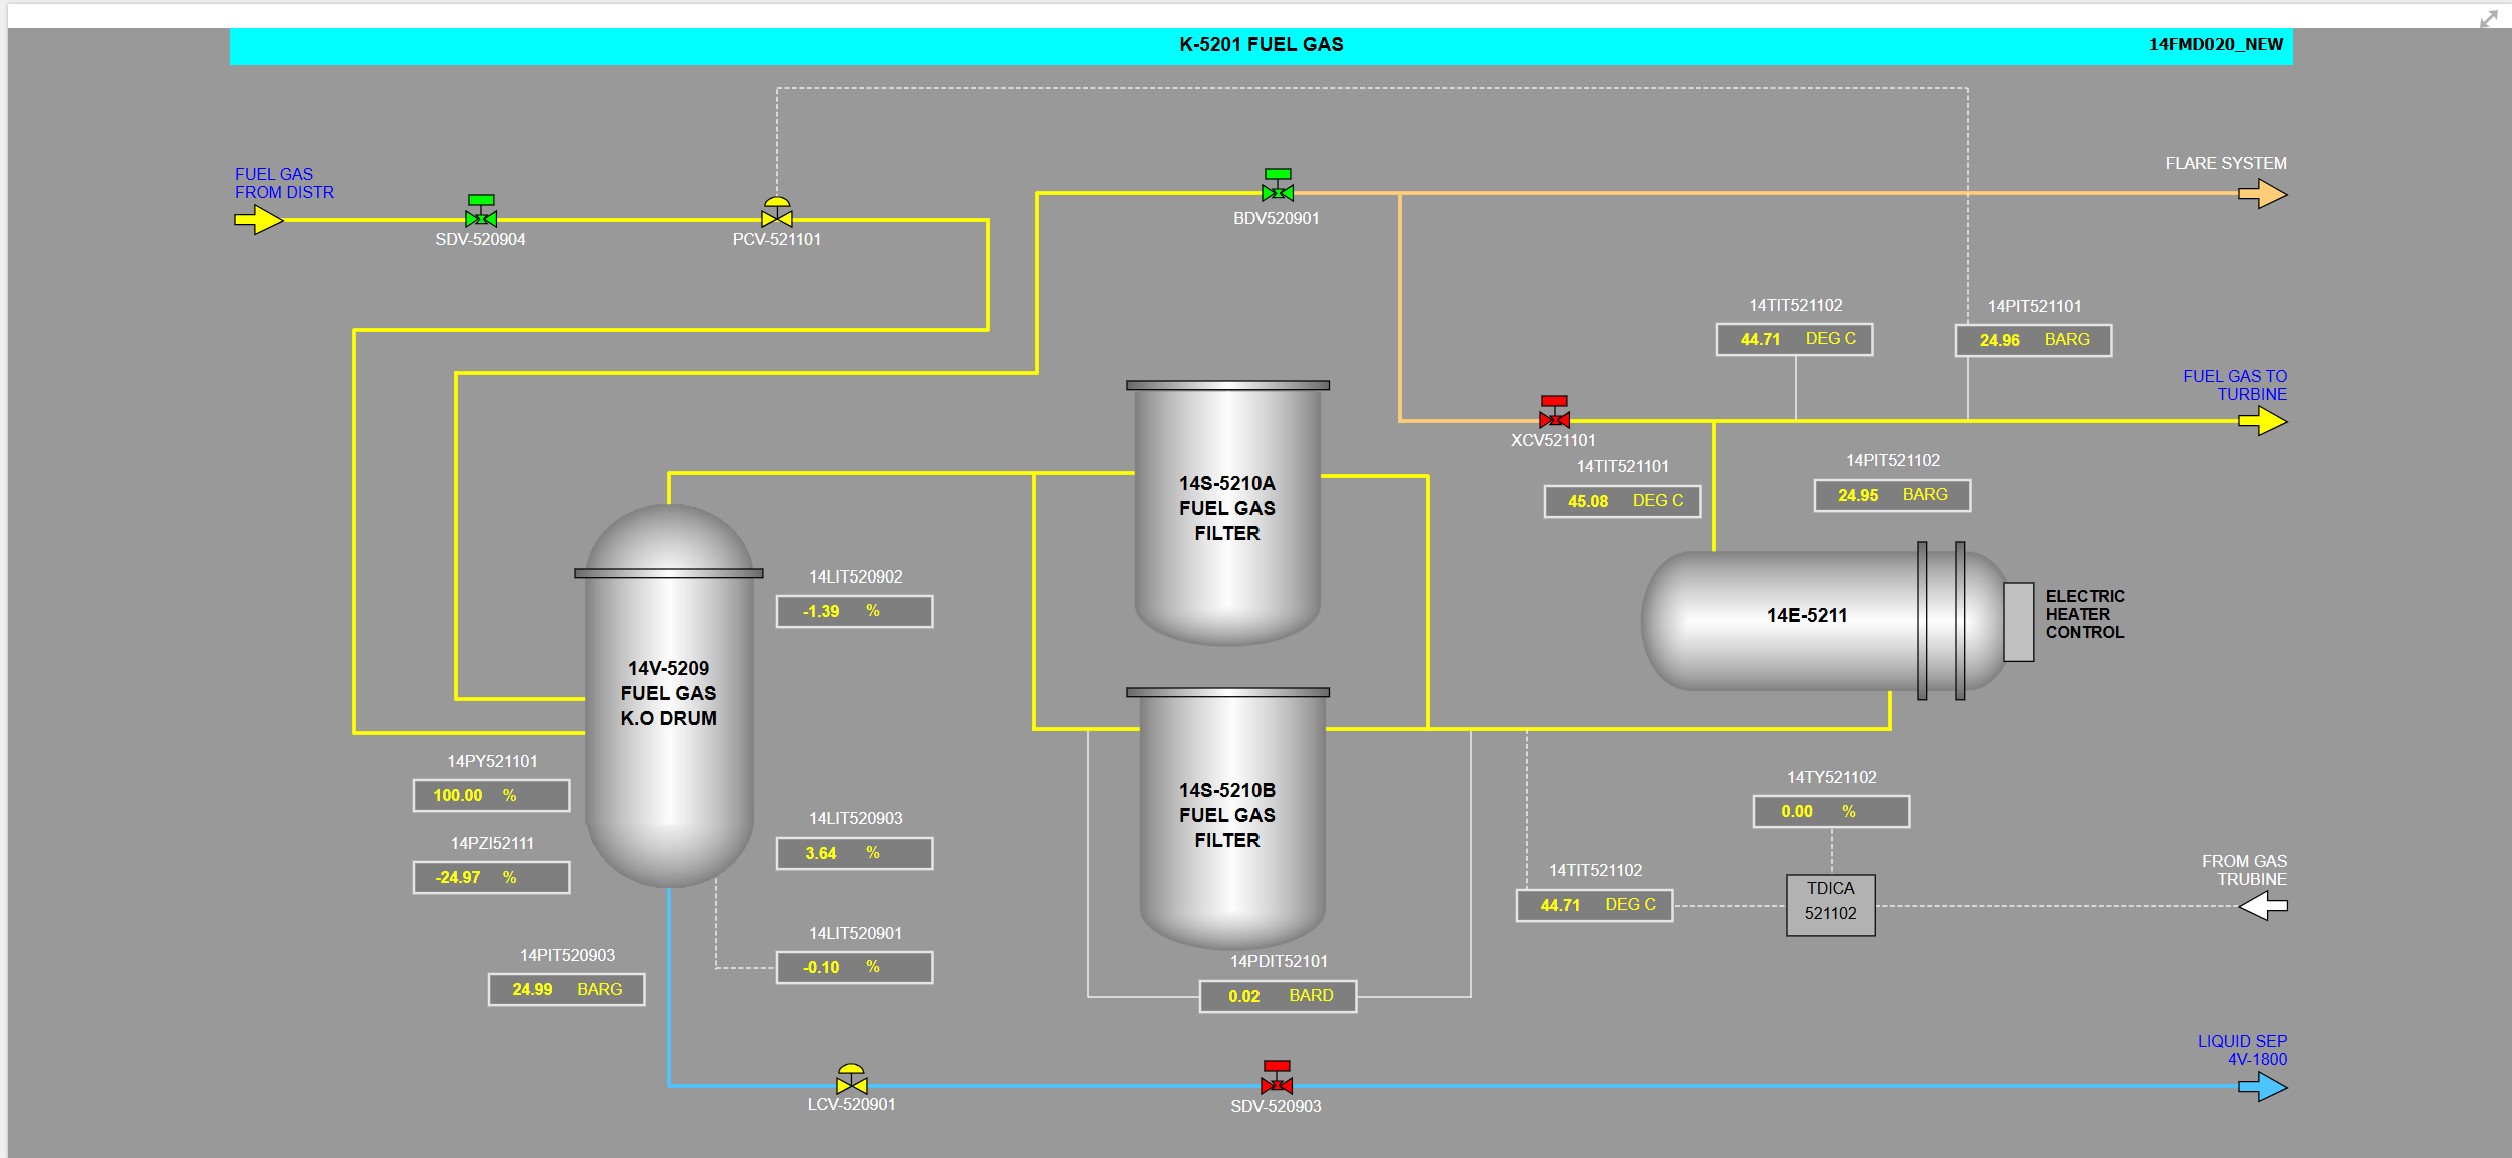 K-5201 FUEL GAS
14FMD020_NEW
FLARE SYSTEM
FUEL GAS
FROM DISTR
SDV-520904
PCV-521101
BDV520901
14TIT521102
44.71 DEG C
14PIT521101
24.96 BARG
FUEL GAS TO
TURBINE
XCV521101
14TIT521101
45.08 DEG C
14PIT521102
24.95 BARG
14S-5210A
FUEL GAS
FILTER
14LIT520902
-1.39 %
14E-5211
ELECTRIC
HEATER
CONTROL
14V-5209
FUEL GAS
K.O DRUM
14PY521101
100.00 %
14PZI52111
-24.97 %
14LIT520903
3.64 %
14S-5210B
FUEL GAS
FILTER
14TY521102
0.00 %
14TIT521102
44.71 DEG C
TDICA
521102
FROM GAS
TRUBINE
14LIT520901
-0.10 %
14PIT520903
24.99 BARG
14PDIT52101
0.02 BARD
LIQUID SEP
4V-1800
LCV-520901
SDV-520903